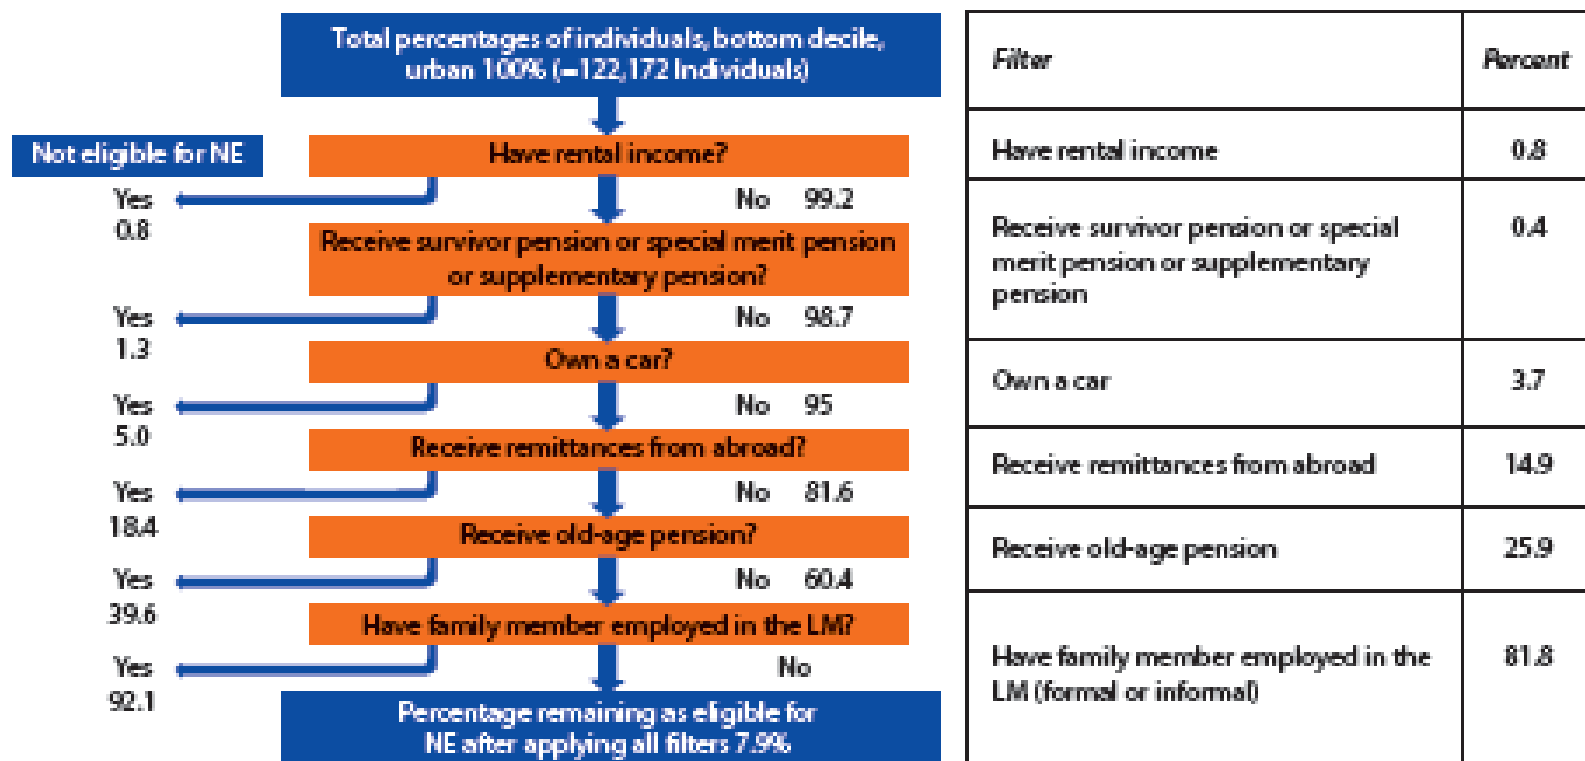 Total percentages of individuals, bottom decile,
urban 100% (=122,172 Individuals)
Not eligible for NE
Have rental income?
Yes
0.8
No 99.2
Receive survivor pension or special merit pension
or supplementary pension?
Yes
1.3
No 98.7
Own a car?
Yes
5.0
No 95
Receive remittances from abroad?
Yes
18.4
No 81.6
Receive old-age pension?
Yes
39.6
No 60.4
Have family member employed in the LM?
Yes
92.1
No
Percentage remaining as eligible for
NE after applying all filters 7.9%
Filter Percent
Have rental income 0.8
Receive survivor pension or special 0.4
merit pension or supplementary
pension
Own a car 3.7
Receive remittances from abroad 14.9
Receive old-age pension 25.9
Have family member employed in the 81.8
LM (formal or informal)